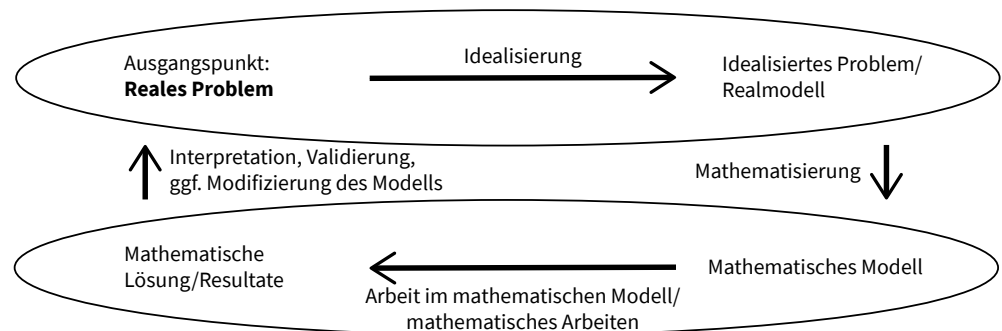 Ausgangspunkt:
Reales Problem
Idealisierung
Idealisiertes Problem/
Realmodell
Interpretation, Validierung,
ggf. Modifizierung des Modells
Mathematisierung
Mathematische
Lösung/Resultate
Mathematisches Modell
Arbeit im mathematischen Modell/
mathematisches Arbeiten